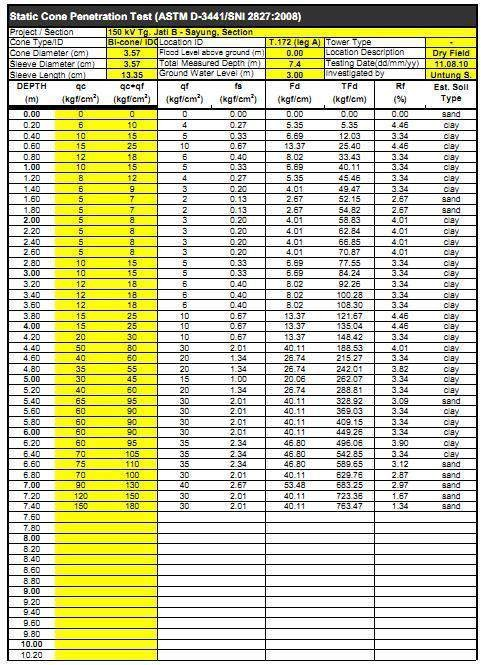 Static Cone Penetration Test (ASTM D-3441/SNI 2827:2008)
Project / Section 150 kV Tg. Jati B - Sayung, Section
Cone Type/ID Bi-cone/ IDC Location ID T.172 (leg A) Tower Type -
Cone Diameter (cm) 3.57 Flood Level above ground (m) 0.00 Location Description Dry Field
Sleeve Diameter (cm) 3.57 Total Measured Depth (m) 7.4 Testing Date(dd/mm/yy) 11.08.10
Sleeve Length (cm) 13.35 Ground Water Level (m) 3.00 Investigated by Untung S.
DEPTH qc qc+qf qf fs Fd TFd Rf Est. Soil
(m) (kgf/cm²) (kgf/cm²) (kgf/cm²) (kgf/cm²) (kgf/cm) (kgf/cm) (%) Type
0.00 0 0 0 0.00 0.00 0.00 0.00 sand
0.20 6 10 4 0.27 5.35 5.35 4.46 clay
0.40 10 15 5 0.33 6.69 12.03 3.34 clay
0.60 15 25 10 0.67 13.37 25.40 4.46 clay
0.80 12 18 6 0.40 8.02 33.43 3.34 clay
1.00 10 15 5 0.33 6.69 40.11 3.34 clay
1.20 8 12 4 0.27 5.35 45.46 3.34 clay
1.40 6 9 3 0.20 4.01 49.47 3.34 clay
1.60 5 7 2 0.13 2.67 52.15 2.67 sand
1.80 5 7 2 0.13 2.67 54.82 2.67 sand
2.00 5 8 3 0.20 4.01 58.83 4.01 clay
2.20 5 8 3 0.20 4.01 62.84 4.01 clay
2.40 5 8 3 0.20 4.01 66.85 4.01 clay
2.60 5 8 3 0.20 4.01 70.87 4.01 clay
2.80 10 15 5 0.33 6.69 77.55 3.34 clay
3.00 10 15 5 0.33 6.69 84.24 3.34 clay
3.20 12 18 6 0.40 8.02 92.26 3.34 clay
3.40 12 18 6 0.40 8.02 100.28 3.34 clay
3.60 12 18 6 0.40 8.02 108.30 3.34 clay
3.80 15 25 10 0.67 13.37 121.67 4.46 clay
4.00 15 25 10 0.67 13.37 135.04 4.46 clay
4.20 20 30 10 0.67 13.37 148.42 3.34 clay
4.40 50 80 30 2.01 40.11 188.53 4.01 clay
4.60 40 60 20 1.34 26.74 215.27 3.34 clay
4.80 35 55 20 1.34 26.74 242.01 3.82 clay
5.00 30 45 15 1.00 20.06 262.07 3.34 clay
5.20 40 60 20 1.34 26.74 288.81 3.34 clay
5.40 65 95 30 2.01 40.11 328.92 3.09 sand
5.60 60 90 30 2.01 40.11 369.03 3.34 clay
5.80 60 90 30 2.01 40.11 409.15 3.34 clay
6.00 60 90 30 2.01 40.11 449.26 3.34 clay
6.20 60 95 35 2.34 46.80 496.06 3.90 clay
6.40 70 105 35 2.34 46.80 542.85 3.34 clay
6.60 75 110 35 2.34 46.80 589.65 3.12 sand
6.80 70 100 30 2.01 40.11 629.76 2.87 sand
7.00 90 130 40 2.67 53.48 683.25 2.97 sand
7.20 120 150 30 2.01 40.11 723.36 1.67 sand
7.40 150 180 30 2.01 40.11 763.47 1.34 sand
7.60
7.80
8.00
8.20
8.40
8.60
8.80
9.00
9.20
9.40
9.60
9.80
10.00
10.20